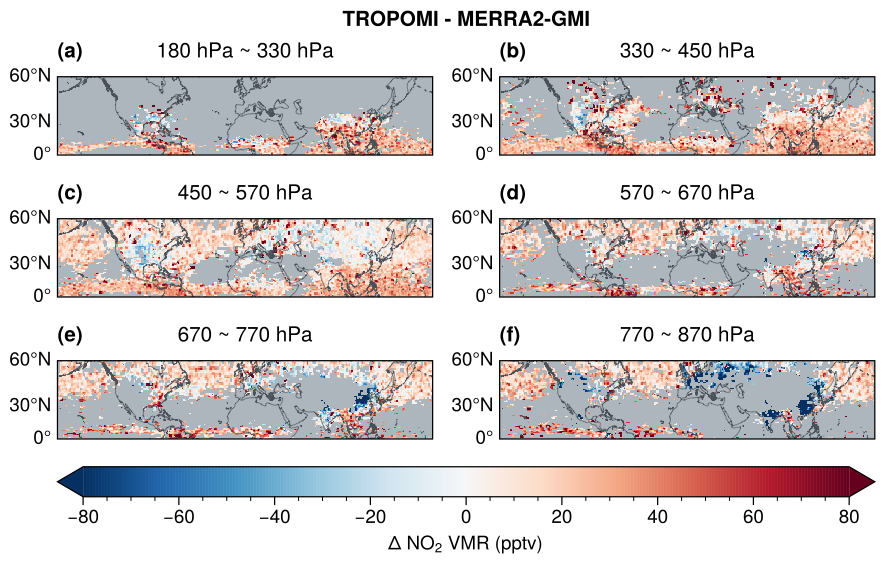 TROPOMI - MERRA2-GMI
(a) 180 hPa ~ 330 hPa
(b) 330 ~ 450 hPa
60°N
30°N
0°
60°N
30°N
0°
(c) 450 ~ 570 hPa
(d) 570 ~ 670 hPa
60°N
30°N
0°
60°N
30°N
0°
(e) 670 ~ 770 hPa
(f) 770 ~ 870 hPa
60°N
30°N
0°
60°N
30°N
0°
−80 −60 −40 −20 0 20 40 60 80
Δ NO₂ VMR (pptv)